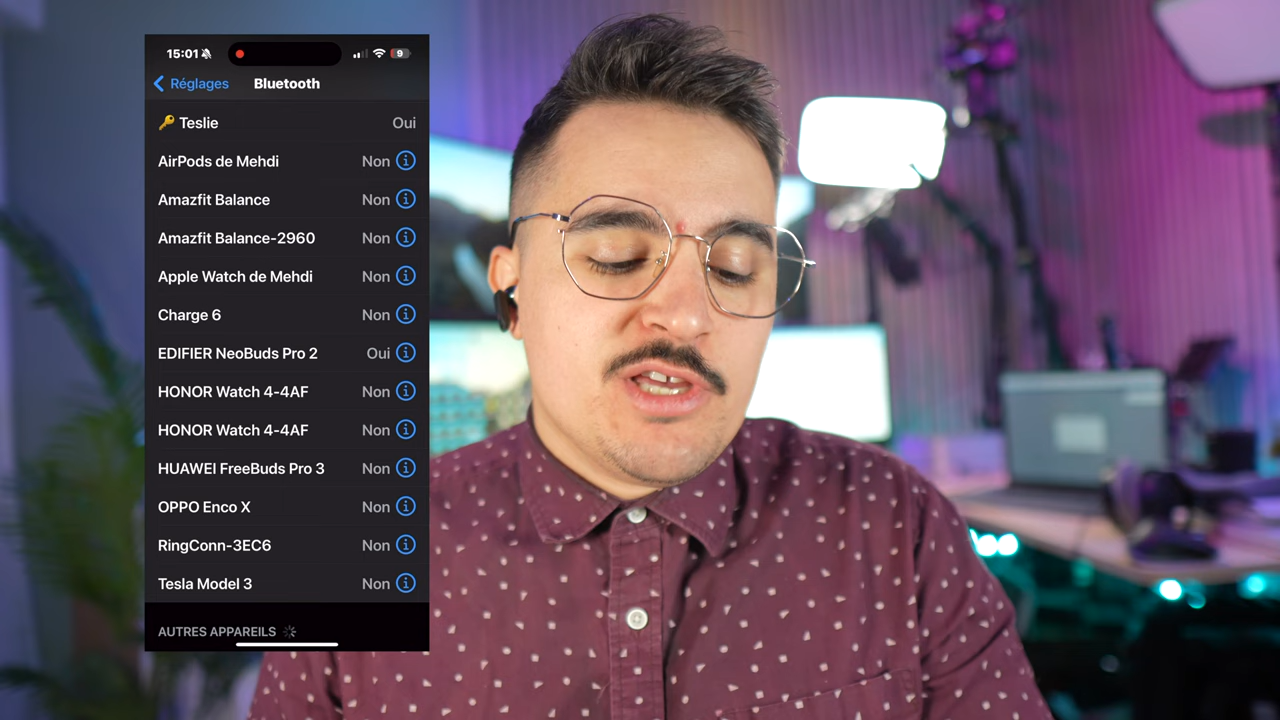 15:01 9
Réglages Bluetooth
Teslie Oui
AirPods de Mehdi Non
Amazfit Balance Non
Amazfit Balance-2960 Non
Apple Watch de Mehdi Non
Charge 6 Non
EDIFIER NeoBuds Pro 2 Oui
HONOR Watch 4-4AF Non
HONOR Watch 4-4AF Non
HUAWEI FreeBuds Pro 3 Non
OPPO Enco X Non
RingConn-3EC6 Non
Tesla Model 3 Non
AUTRES APPAREILS